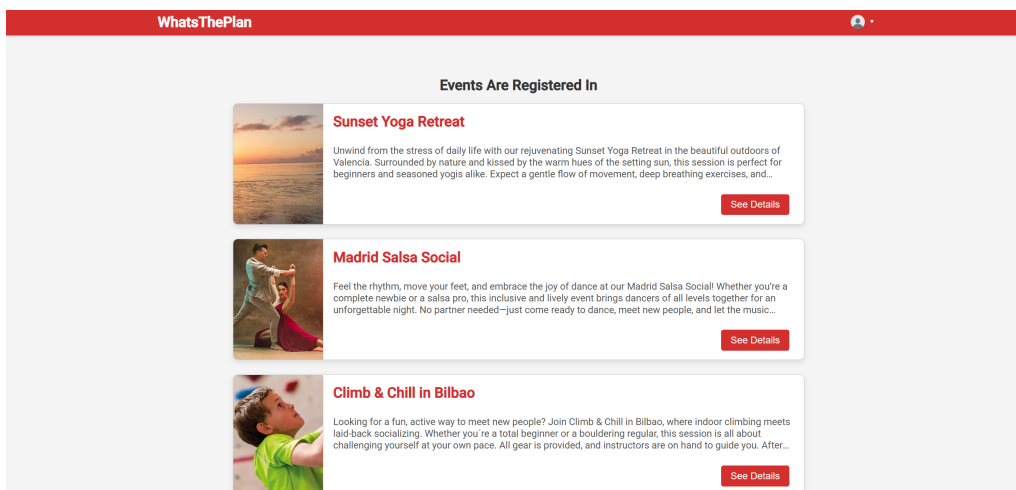 WhatsThePlan
Events Are Registered In
Sunset Yoga Retreat
Unwind from the stress of daily life with our rejuvenating Sunset Yoga Retreat in the beautiful outdoors of
Valencia. Surrounded by nature and kissed by the warm hues of the setting sun, this session is perfect for
beginners and seasoned yogis alike. Expect a gentle flow of movement, deep breathing exercises, and...
See Details
Madrid Salsa Social
Feel the rhythm, move your feet, and embrace the joy of dance at our Madrid Salsa Social! Whether you're a
complete newbie or a salsa pro, this inclusive and lively event brings dancers of all levels together for an
unforgettable night. No partner needed—just come ready to dance, meet new people, and let the music...
See Details
Climb & Chill in Bilbao
Looking for a fun, active way to meet new people? Join Climb & Chill in Bilbao, where indoor climbing meets
laid-back socializing. Whether you´re a total beginner or a bouldering regular, this session is all about
challenging yourself at your own pace. All gear is provided, and instructors are on hand to guide you. After...
See Details